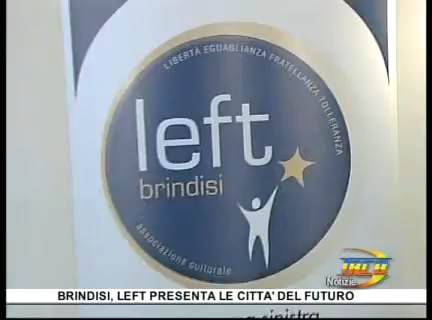 LIBERTÀ EGUAGLIANZA FRATELLANZA TOLLERANZA
left
brindisi
associazione culturale
Notizie
BRINDISI, LEFT PRESENTA LE CITTA' DEL FUTURO
sinistra